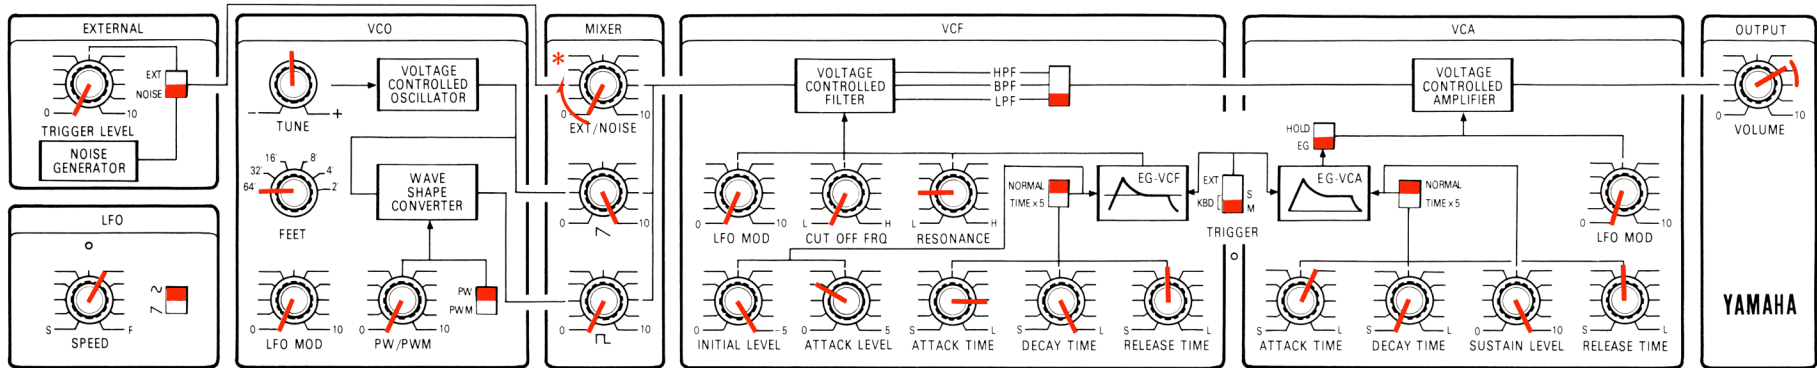 EXTERNAL
EXT
NOISE
0 10
TRIGGER LEVEL
NOISE
GENERATOR
LFO
S F
SPEED
VCO
- +
TUNE
VOLTAGE
CONTROLLED
OSCILLATOR
16' 8'
32' 4'
64' 2'
FEET
WAVE
SHAPE
CONVERTER
PW
PWM
0 10
LFO MOD
0 10
PW/PWM
MIXER
*
0 10
EXT/NOISE
0 10
0 10
VCF
VOLTAGE
CONTROLLED
FILTER
HPF
BPF
LPF
0 10
LFO MOD
L H
CUT OFF FRQ
L H
RESONANCE
NORMAL
TIME x 5
EG-VCF
EXT
KBD
S
M
TRIGGER
0 -5
INITIAL LEVEL
0 5
ATTACK LEVEL
S L
ATTACK TIME
S L
DECAY TIME
S L
RELEASE TIME
VCA
VOLTAGE
CONTROLLED
AMPLIFIER
HOLD
EG
EG-VCA
NORMAL
TIME x 5
0 10
LFO MOD
S L
ATTACK TIME
S L
DECAY TIME
0 10
SUSTAIN LEVEL
S L
RELEASE TIME
OUTPUT
0 10
VOLUME
YAMAHA